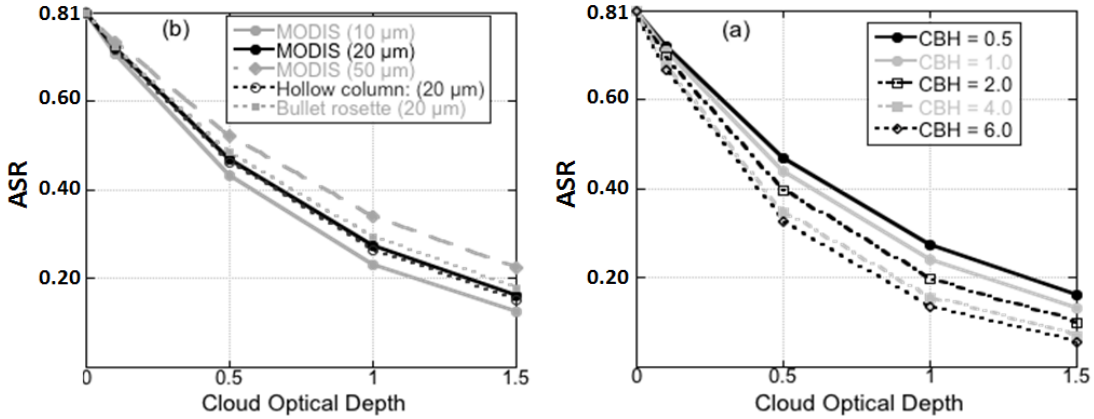 (b)
MODIS (10 µm)
MODIS (20 µm)
MODIS (50 µm)
Hollow column: (20 µm)
Bullet rosette (20 µm)
0.81
0.60
0.40
0.20
ASR
0 0.5 1 1.5
Cloud Optical Depth
(a)
CBH = 0.5
CBH = 1.0
CBH = 2.0
CBH = 4.0
CBH = 6.0
0.81
0.60
0.40
0.20
ASR
0 0.5 1 1.5
Cloud Optical Depth